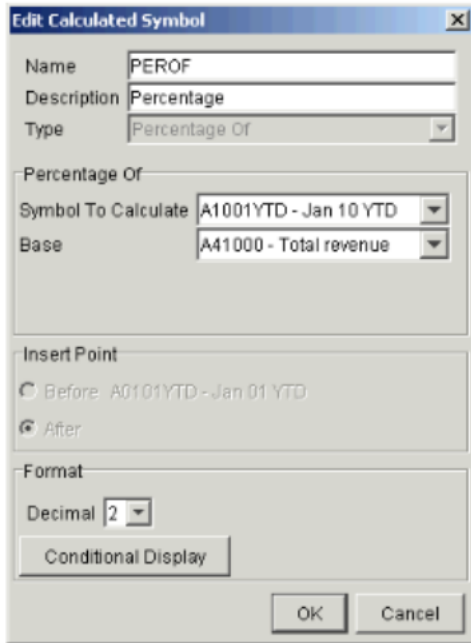 Edit Calculated Symbol
Name PEROF
Description Percentage
Type Percentage Of
Percentage Of
Symbol To Calculate A1001YTD - Jan 10 YTD
Base A41000 - Total revenue
Insert Point
Before A0101YTD - Jan 01 YTD
After
Format
Decimal 2
Conditional Display
OK Cancel